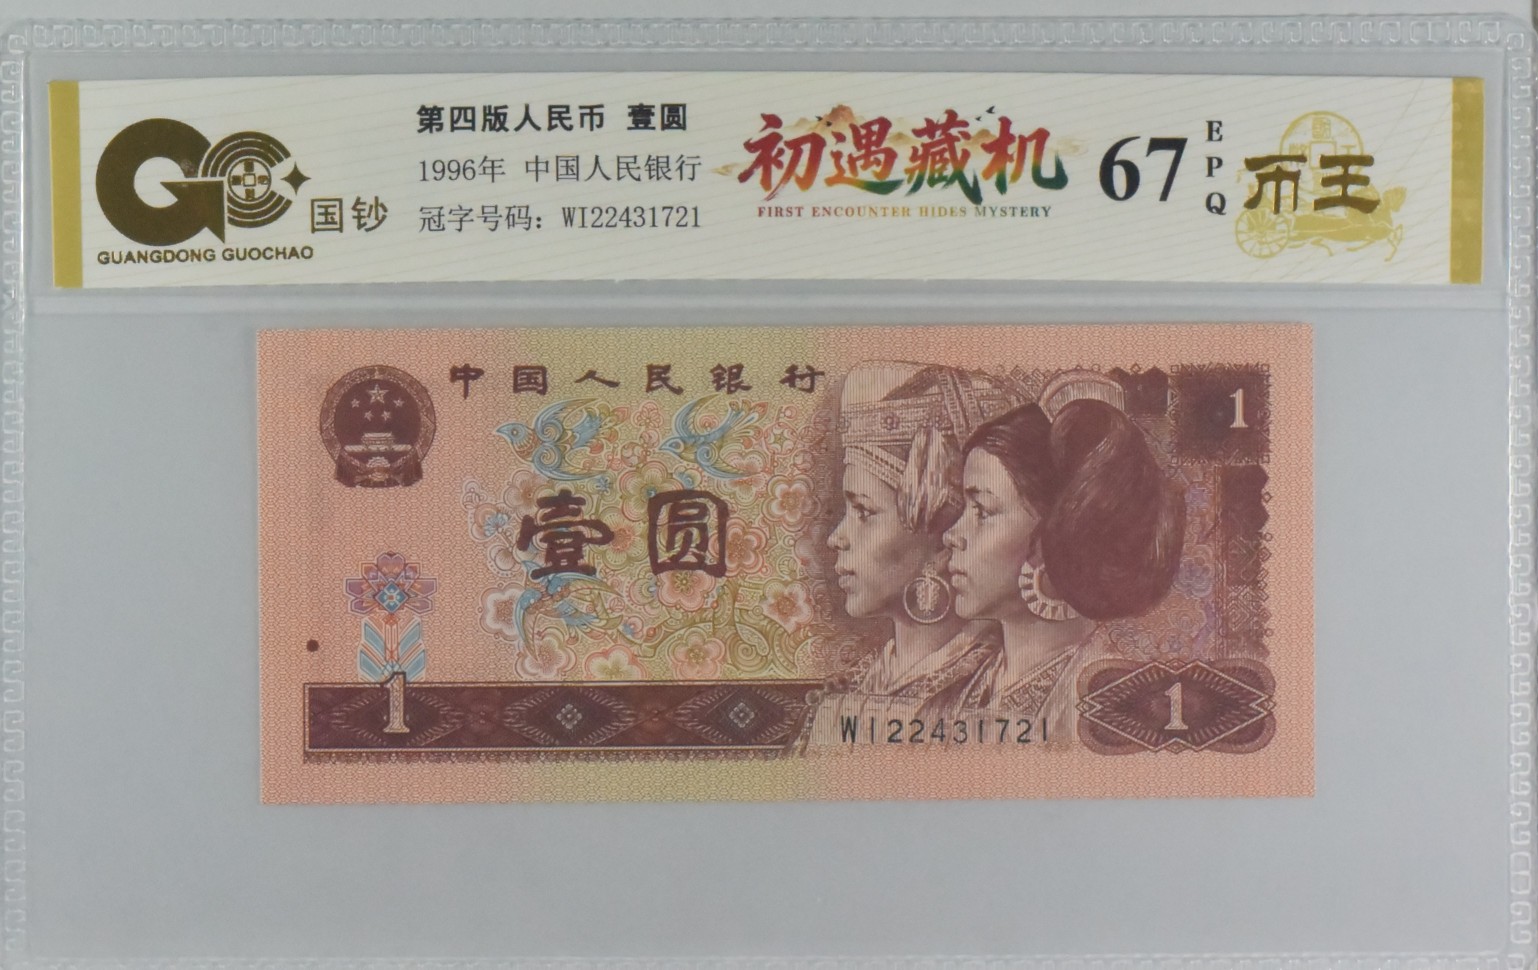 GC 国钞
GUANGDONG GUOCHAO
第四版人民币 壹圆
1996年 中国人民银行
冠字号码：WI22431721
初遇藏机
FIRST ENCOUNTER HIDES MYSTERY
67
EPQ
币王
中国人民银行
1
壹圆
1
WI22431721
1